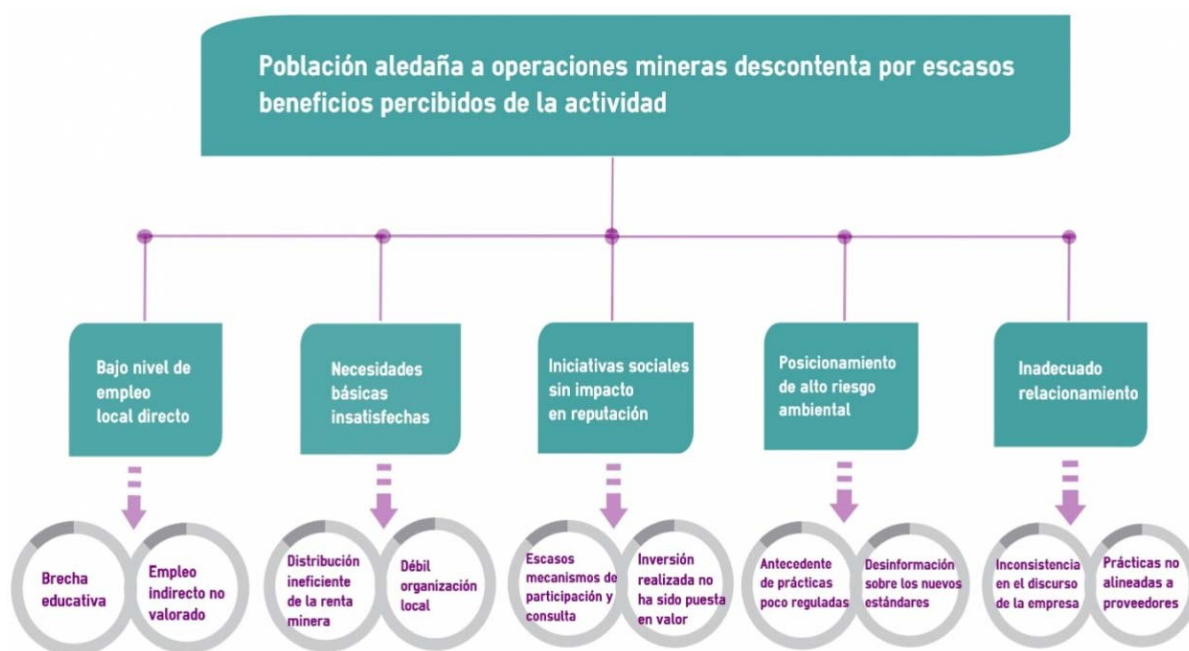 Población aledaña a operaciones mineras descontenta por escasos
beneficios percibidos de la actividad
Bajo nivel de
empleo
local directo
Necesidades
básicas
insatisfechas
Iniciativas sociales
sin impacto
en reputación
Posicionamiento
de alto riesgo
ambiental
Inadecuado
relacionamiento
Brecha
educativa
Empleo
indirecto no
valorado
Distribución
ineficiente
de la renta
minera
Débil
organización
local
Escasos
mecanismos de
participación y
consulta
Inversión
realizada no
ha sido puesta
en valor
Antecedente
de prácticas
poco reguladas
Desinformación
sobre los nuevos
estándares
Inconsistencia
en el discurso
de la empresa
Prácticas no
alineadas a
proveedores